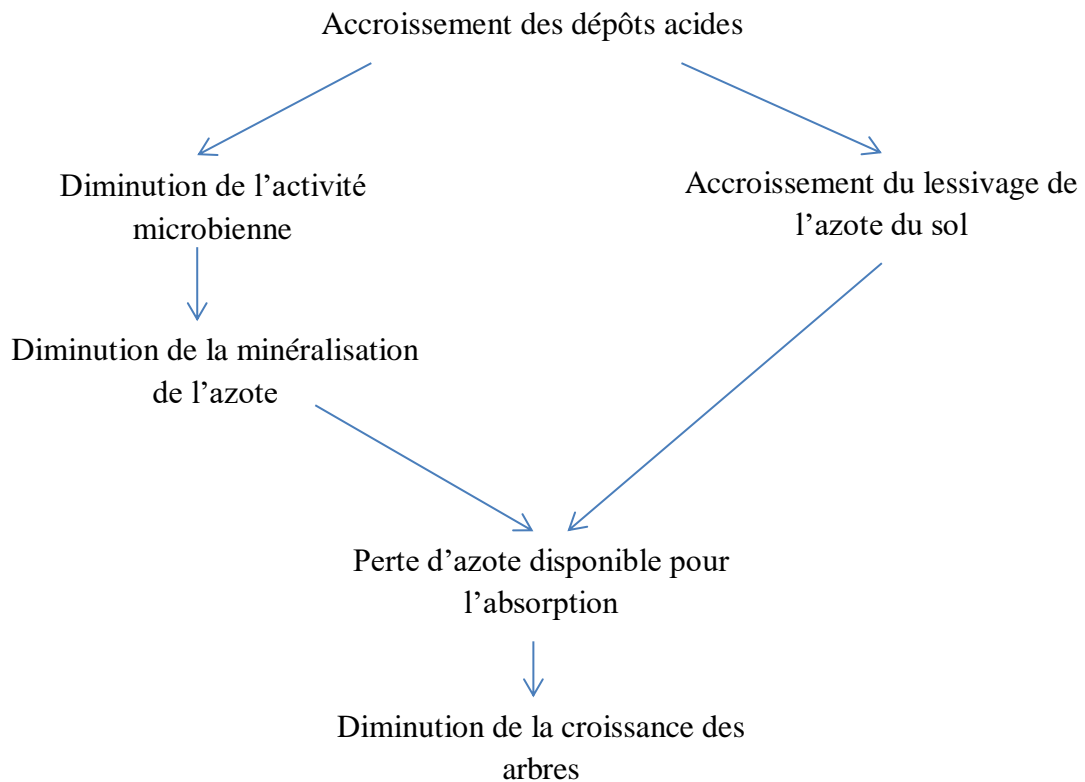 Accroissement des dépôts acides
Diminution de l’activité
microbienne
Accroissement du lessivage de
l’azote du sol
Diminution de la minéralisation
de l’azote
Perte d’azote disponible pour
l’absorption
Diminution de la croissance des
arbres